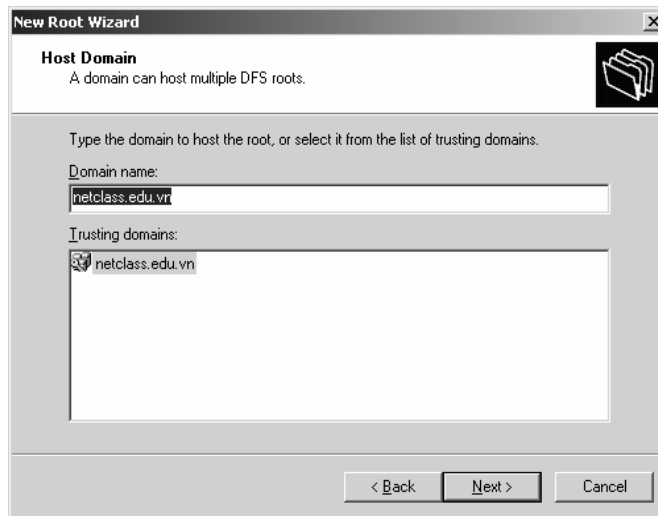 New Root Wizard
Host Domain
A domain can host multiple DFS roots.
Type the domain to host the root, or select it from the list of trusting domains.
Domain name:
netclass.edu.vn
Trusting domains:
netclass.edu.vn
< Back
Next >
Cancel